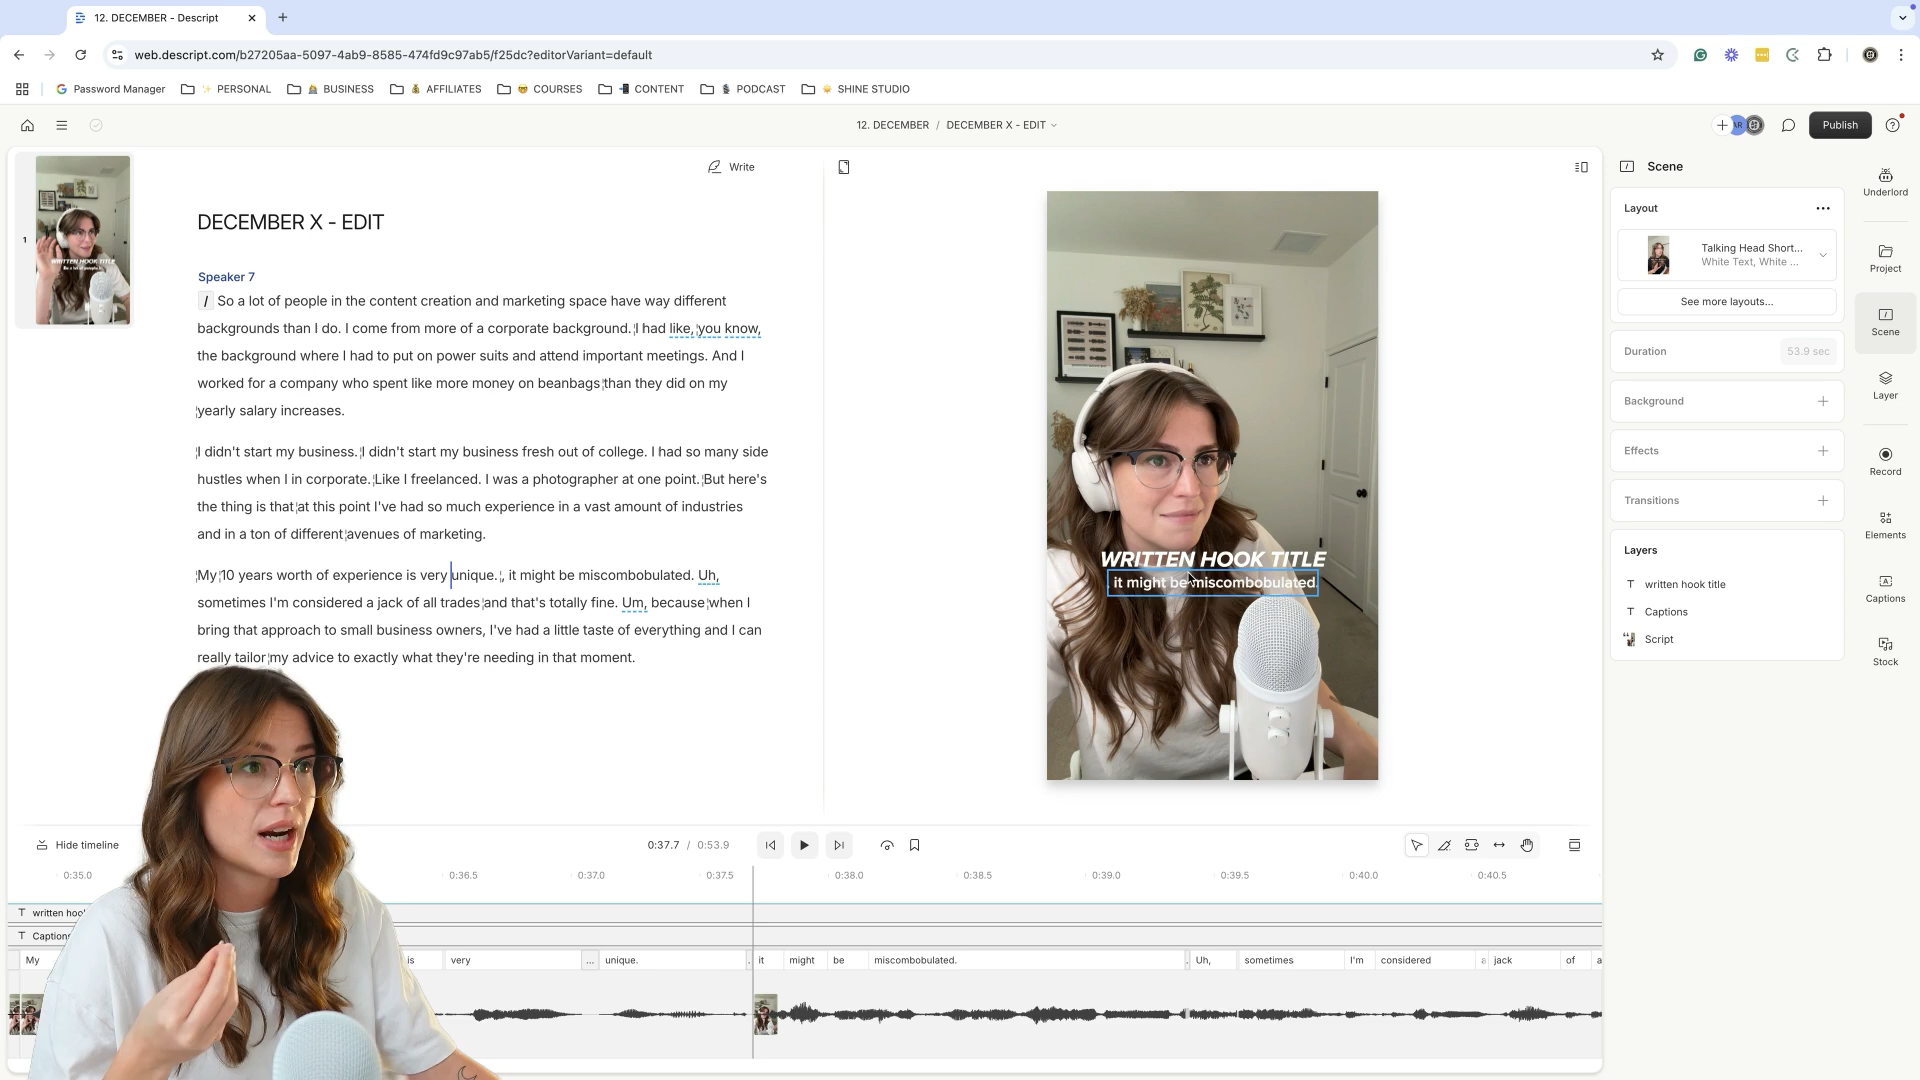 12. DECEMBER - Descript
web.descript.com/b27205aa-5097-4ab9-8585-474fd9c97ab5/f25dc?editorVariant=default
Password Manager PERSONAL BUSINESS AFFILIATES COURSES CONTENT PODCAST SHINE STUDIO
12. DECEMBER / DECEMBER X - EDIT
Publish
1
WRITTEN HOOK TITLE
Write
DECEMBER X - EDIT
Speaker 7
/ So a lot of people in the content creation and marketing space have way different
backgrounds than I do. I come from more of a corporate background. I had like, you know,
the background where I had to put on power suits and attend important meetings. And I
worked for a company who spent like more money on beanbags than they did on my
yearly salary increases.
I didn't start my business. I didn't start my business fresh out of college. I had so many side
hustles when I in corporate. Like I freelanced. I was a photographer at one point. But here's
the thing is that at this point I've had so much experience in a vast amount of industries
and in a ton of different avenues of marketing.
My 10 years worth of experience is very unique. , it might be miscombobulated. Uh,
sometimes I'm considered a jack of all trades and that's totally fine. Um, because when I
bring that approach to small business owners, I've had a little taste of everything and I can
really tailor my advice to exactly what they're needing in that moment.
WRITTEN HOOK TITLE
, it might be miscombobulated.
Scene
Layout
Talking Head Short...
White Text, White ...
See more layouts...
Duration 53.9 sec
Background
Effects
Transitions
Layers
written hook title
Captions
Script
Underlord
Project
Scene
Layer
Record
Elements
Captions
Stock
Hide timeline
0:37.7 / 0:53.9
0:35.0 0:36.5 0:37.0 0:37.5 0:38.0 0:38.5 0:39.0 0:39.5 0:40.0 0:40.5
written hoo
Captions
My is very ... unique. . it might be miscombobulated. . Uh, sometimes I'm considered a jack of a